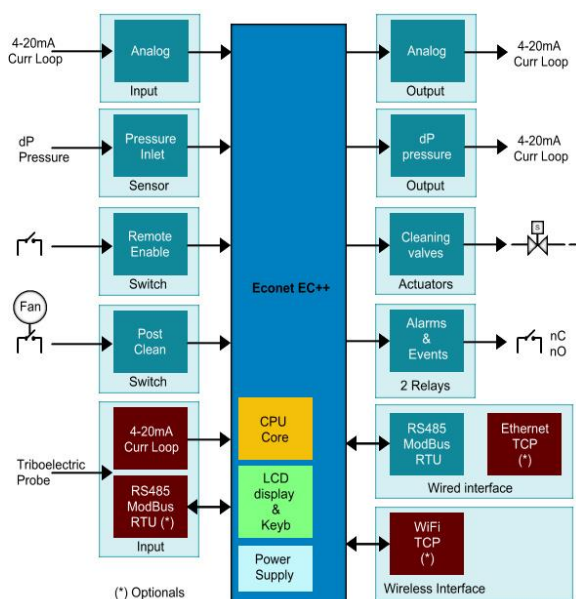 4-20mA
Curr Loop
Analog
Input
dP
Pressure
Pressure
Inlet
Sensor
Remote
Enable
Switch
Fan
Post
Clean
Switch
Triboelectric
Probe
4-20mA
Curr Loop
RS485
ModBus
RTU (*)
Input
(*) Optionals
Econet EC++
CPU
Core
LCD
display
&
Keyb
Power
Supply
Analog
Output
4-20mA
Curr Loop
dP
pressure
Output
4-20mA
Curr Loop
Cleaning
valves
Actuators
S
Alarms
&
Events
2 Relays
nC
nO
RS485
ModBus
RTU
Ethernet
TCP
(*)
Wired interface
WiFi
TCP
(*)
Wireless Interface